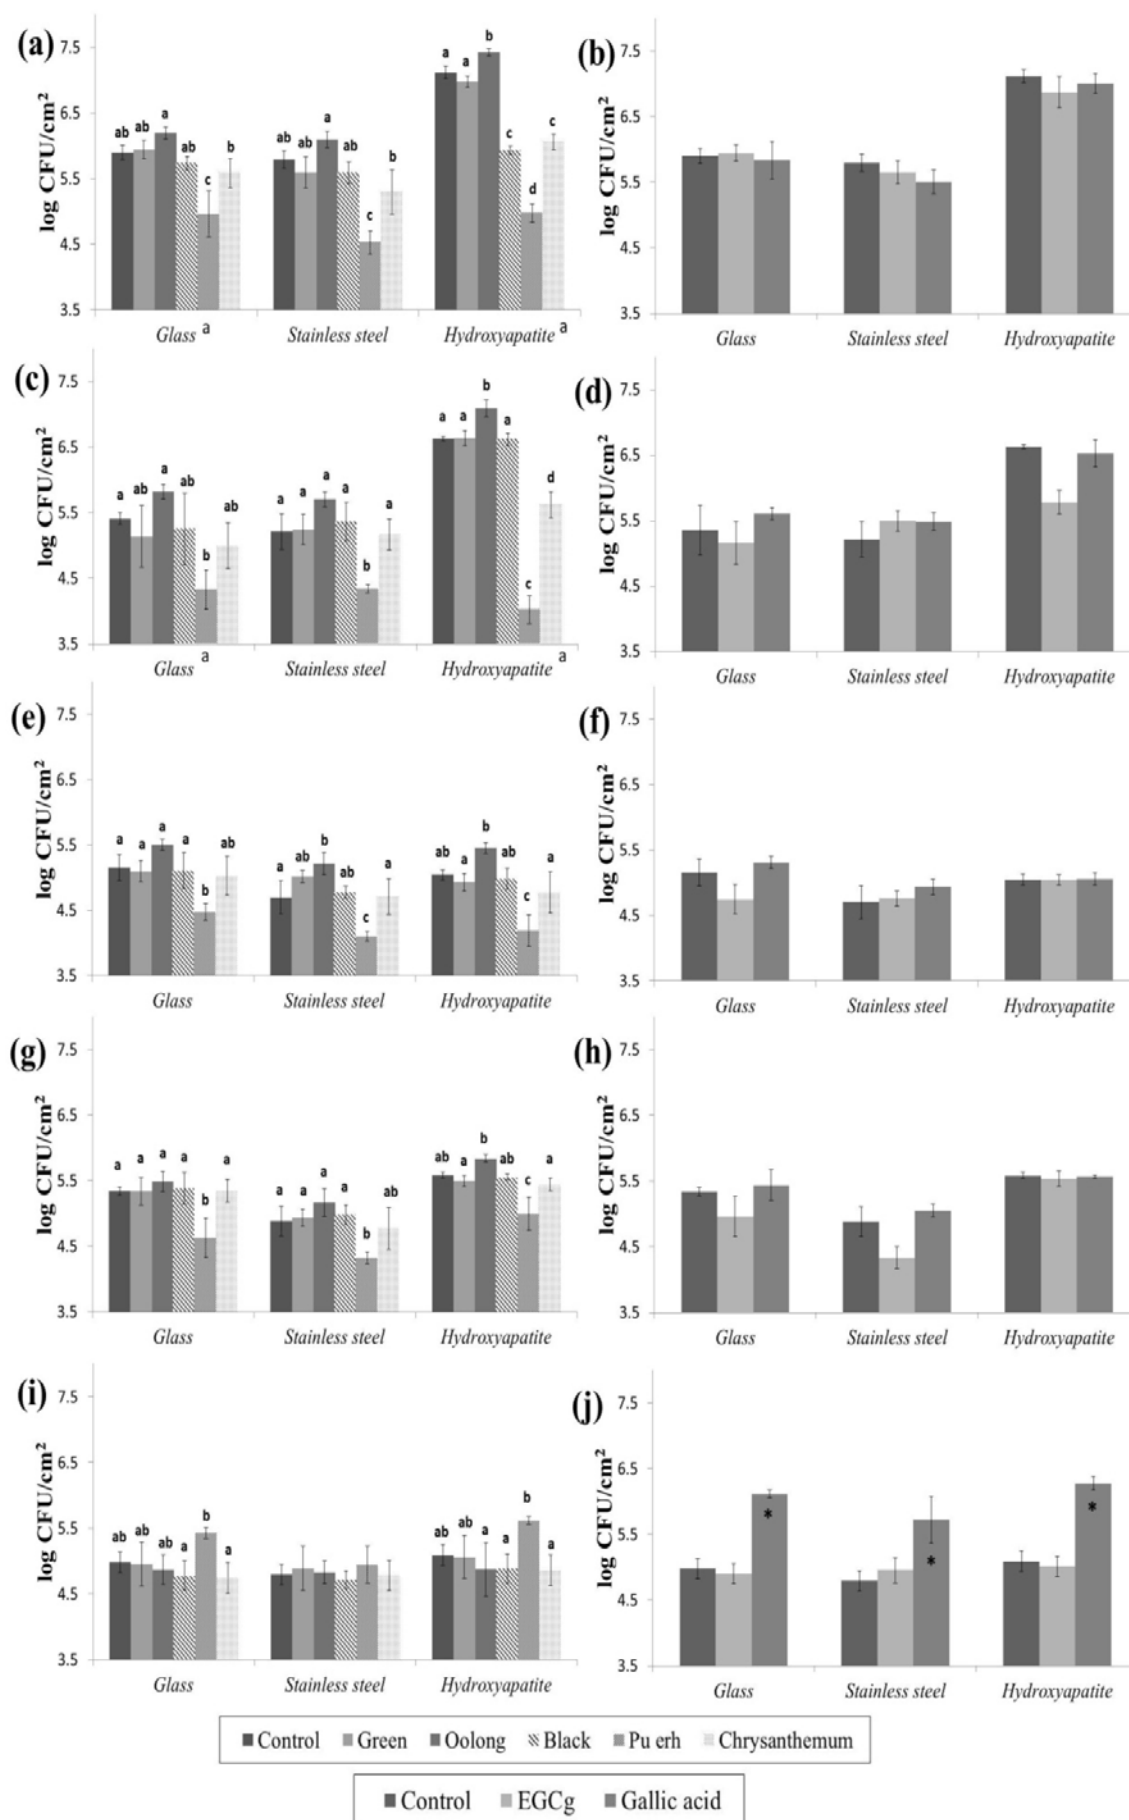 (a)
log CFU/cm²
7.5
6.5
5.5
4.5
3.5
ab ab a ab c b
ab ab a ab c b
a a b c d c
Glass a Stainless steel Hydroxyapatite a
(b)
log CFU/cm²
7.5
6.5
5.5
4.5
3.5
Glass Stainless steel Hydroxyapatite
(c)
log CFU/cm²
7.5
6.5
5.5
4.5
3.5
a ab a ab b ab
a a a a b a
a a b a c d
Glass a Stainless steel Hydroxyapatite a
(d)
log CFU/cm²
7.5
6.5
5.5
4.5
3.5
Glass Stainless steel Hydroxyapatite
(e)
log CFU/cm²
7.5
6.5
5.5
4.5
3.5
a a a a b ab
a ab b ab c a
ab a b ab c a
Glass Stainless steel Hydroxyapatite
(f)
log CFU/cm²
7.5
6.5
5.5
4.5
3.5
Glass Stainless steel Hydroxyapatite
(g)
log CFU/cm²
7.5
6.5
5.5
4.5
3.5
a a a a b a
a a a a b ab
ab a b ab c a
Glass Stainless steel Hydroxyapatite
(h)
log CFU/cm²
7.5
6.5
5.5
4.5
3.5
Glass Stainless steel Hydroxyapatite
(i)
log CFU/cm²
7.5
6.5
5.5
4.5
3.5
ab ab ab a b a
ab ab a a b a
Glass Stainless steel Hydroxyapatite
(j)
log CFU/cm²
7.5
6.5
5.5
4.5
3.5
* * *
Glass Stainless steel Hydroxyapatite
Control Green Oolong Black Pu erh Chrysanthemum
Control EGCg Gallic acid